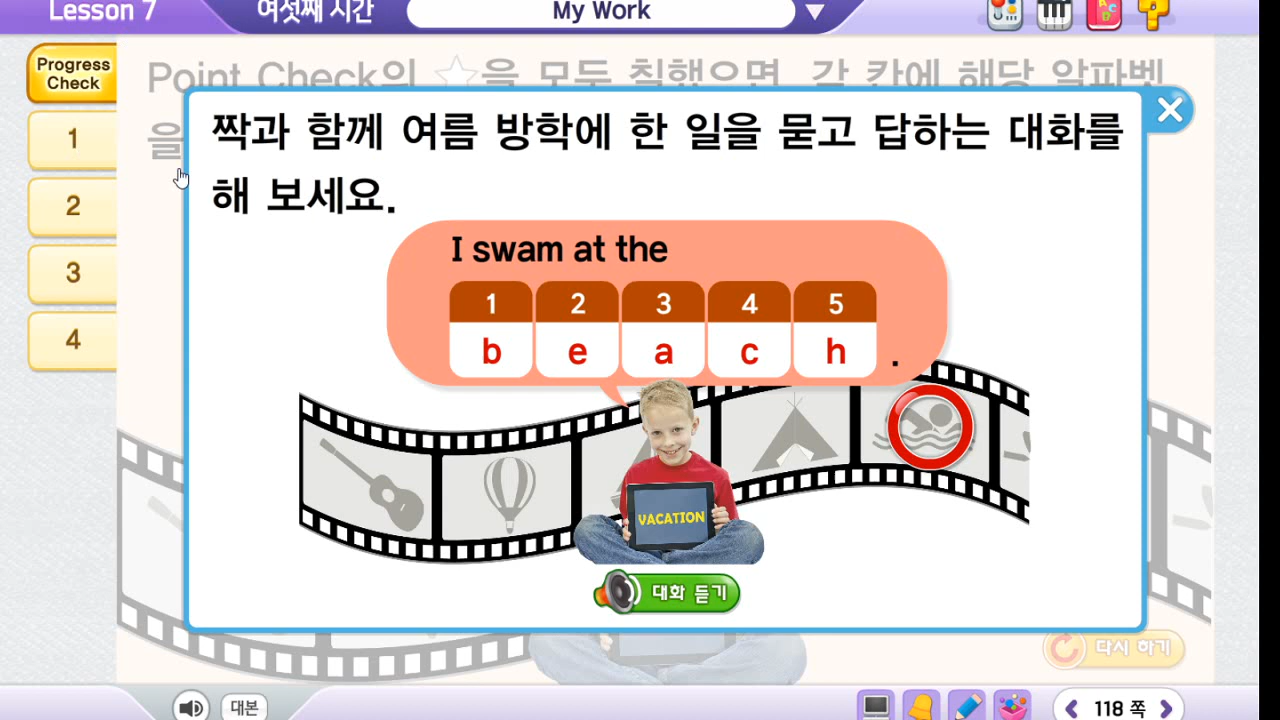 Lesson 7
여섯째 시간
My Work
Progress
Check
1
2
3
4
Point Check의 ☆을 모두 칠했으면, 각 칸에 해당 알파벳
을
짝과 함께 여름 방학에 한 일을 묻고 답하는 대화를
해 보세요.
I swam at the
1 2 3 4 5
b e a c h .
VACATION
대화 듣기
다시 하기
대본
118 쪽